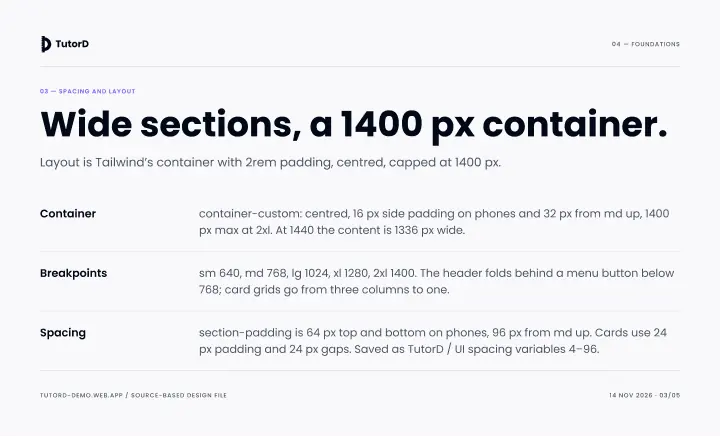 TutorD
04 — FOUNDATIONS
03 — SPACING AND LAYOUT
Wide sections, a 1400 px container.
Layout is Tailwind's container with 2rem padding, centred, capped at 1400 px.
Container
container-custom: centred, 16 px side padding on phones and 32 px from md up, 1400
px max at 2xl. At 1440 the content is 1336 px wide.
Breakpoints
sm 640, md 768, lg 1024, xl 1280, 2xl 1400. The header folds behind a menu button below
768; card grids go from three columns to one.
Spacing
section-padding is 64 px top and bottom on phones, 96 px from md up. Cards use 24
px padding and 24 px gaps. Saved as TutorD / UI spacing variables 4–96.
TUTORD-DEMO.WEB.APP / SOURCE-BASED DESIGN FILE
14 NOV 2026 · 03/05